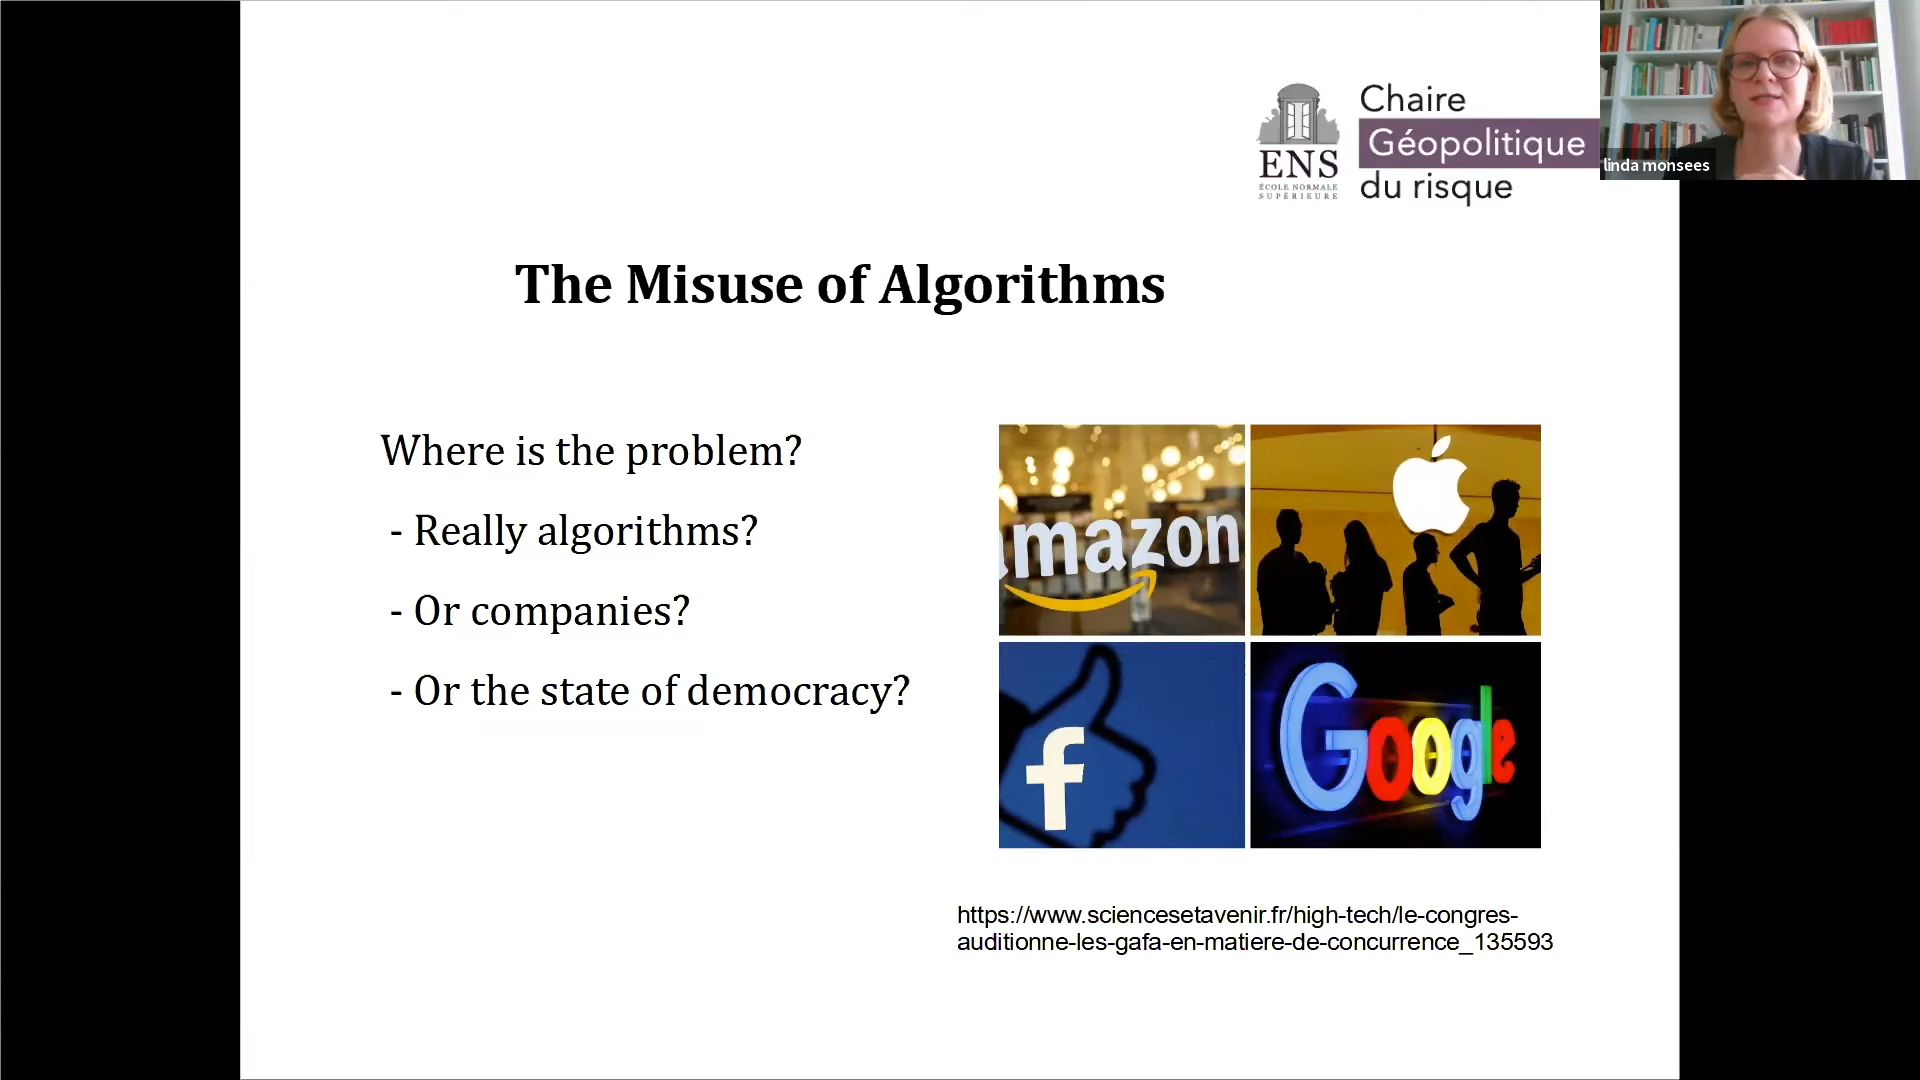 Chaire
Géopolitique
du risque
ENS
ÉCOLE NORMALE
SUPÉRIEURE
linda monsees
The Misuse of Algorithms
Where is the problem?
- Really algorithms?
- Or companies?
- Or the state of democracy?
amazon
f
Google
https://www.sciencesetavenir.fr/high-tech/le-congres-
auditionne-les-gafa-en-matiere-de-concurrence_135593